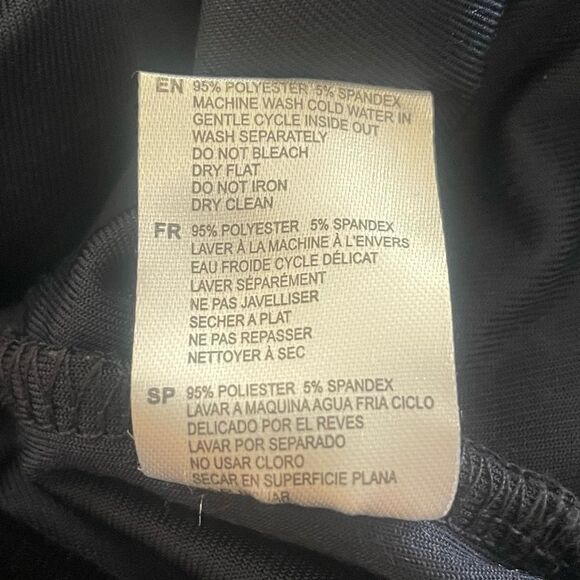 EN 95% POLYESTER 5% SPANDEX
MACHINE WASH COLD WATER IN
GENTLE CYCLE INSIDE OUT
WASH SEPARATELY
DO NOT BLEACH
DRY FLAT
DO NOT IRON
DRY CLEAN
FR 95% POLYESTER 5% SPANDEX
LAVER À LA MACHINE À L'ENVERS
EAU FROIDE CYCLE DÉLICAT
LAVER SÉPARÉMENT
NE PAS JAVELLISER
SECHER A PLAT
NE PAS REPASSER
NETTOYER À SEC
SP 95% POLIESTER 5% SPANDEX
LAVAR A MAQUINA AGUA FRIA CICLO
DELICADO POR EL REVES
LAVAR POR SEPARADO
NO USAR CLORO
SECAR EN SUPERFICIE PLANA